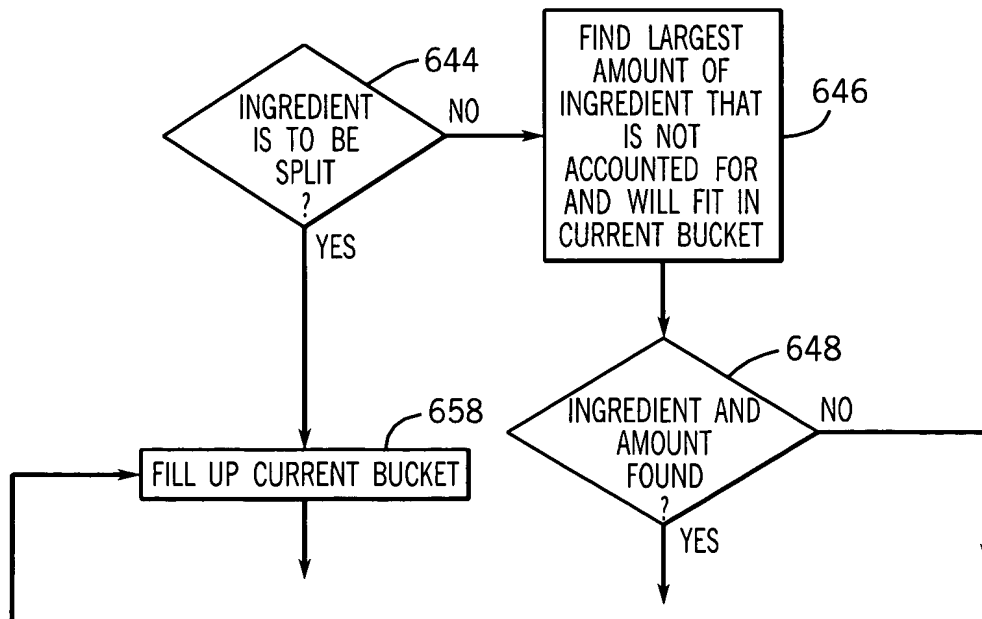 644
INGREDIENT
IS TO BE
SPLIT
?
NO
YES
FIND LARGEST
AMOUNT OF
INGREDIENT THAT
IS NOT
ACCOUNTED FOR
AND WILL FIT IN
CURRENT BUCKET
646
648
INGREDIENT AND
AMOUNT
FOUND
?
NO
YES
658
FILL UP CURRENT BUCKET